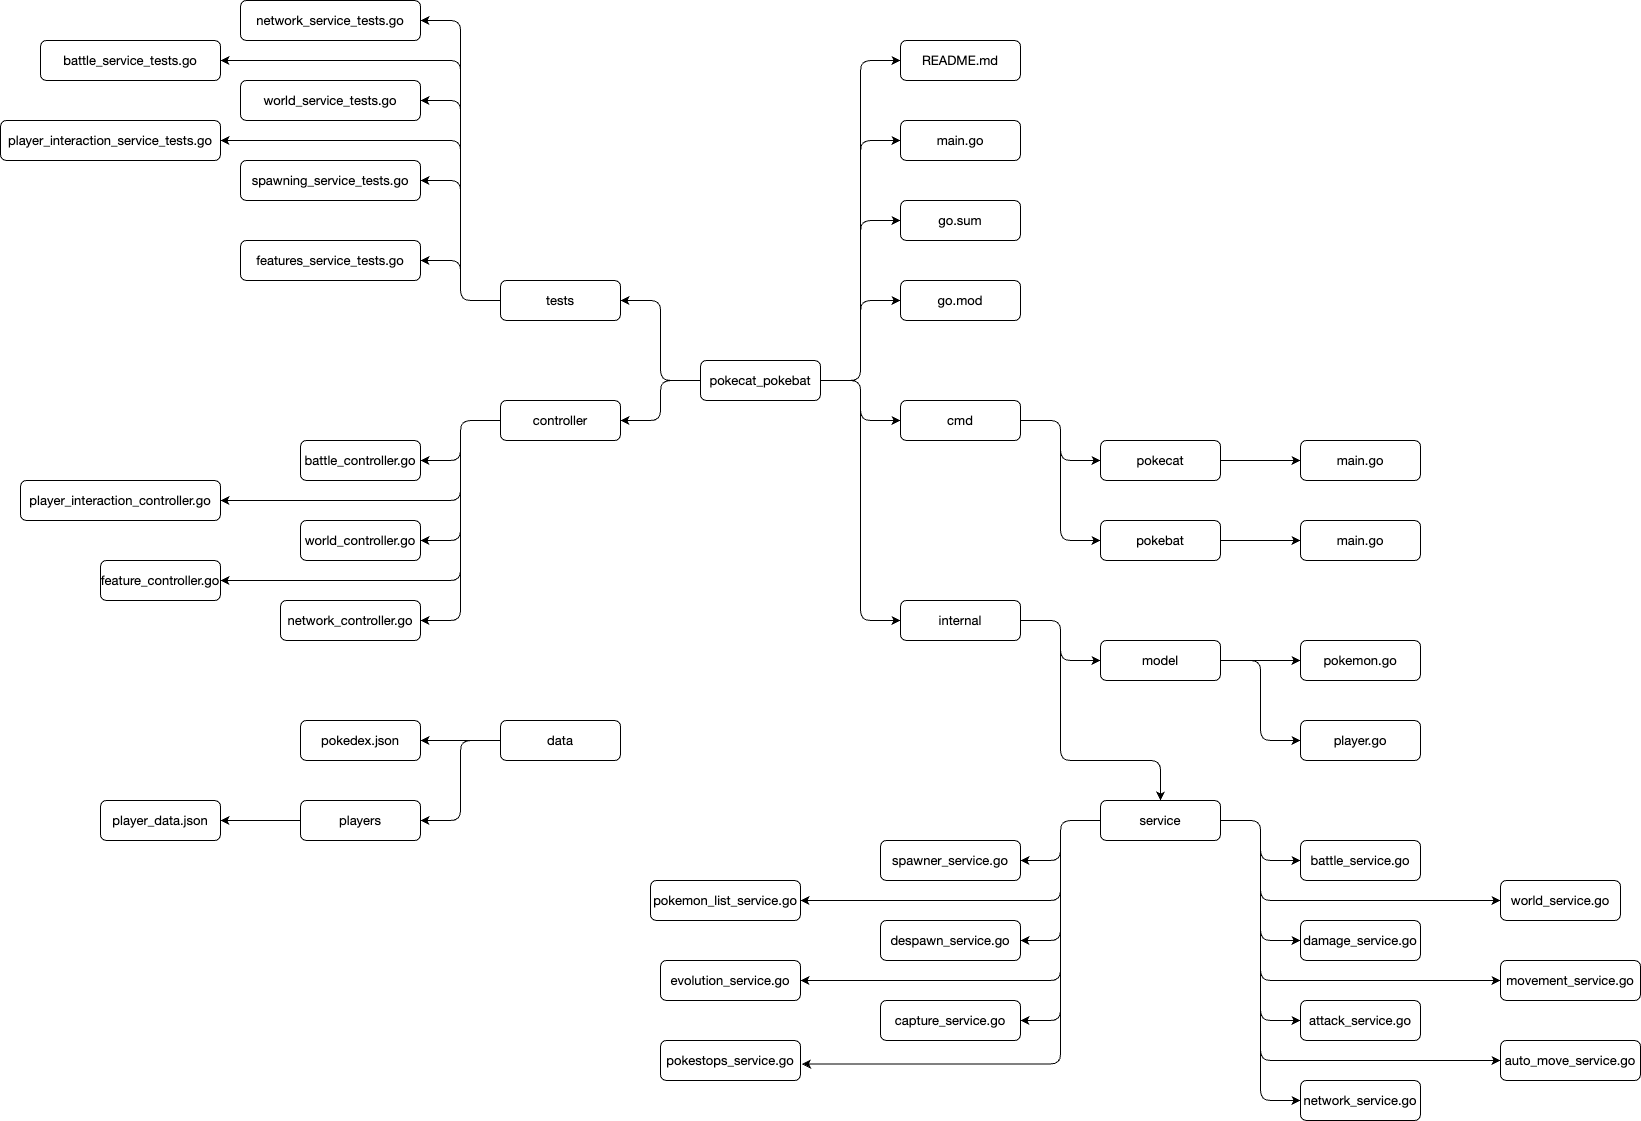 network_service_tests.go
battle_service_tests.go
README.md
world_service_tests.go
player_interaction_service_tests.go
main.go
spawning_service_tests.go
go.sum
features_service_tests.go
tests
go.mod
pokecat_pokebat
controller
cmd
battle_controller.go
pokecat
main.go
player_interaction_controller.go
world_controller.go
pokebat
main.go
feature_controller.go
network_controller.go
internal
model
pokemon.go
pokedex.json
data
player.go
player_data.json
players
service
spawner_service.go
battle_service.go
pokemon_list_service.go
world_service.go
despawn_service.go
damage_service.go
evolution_service.go
movement_service.go
capture_service.go
attack_service.go
pokestops_service.go
auto_move_service.go
network_service.go